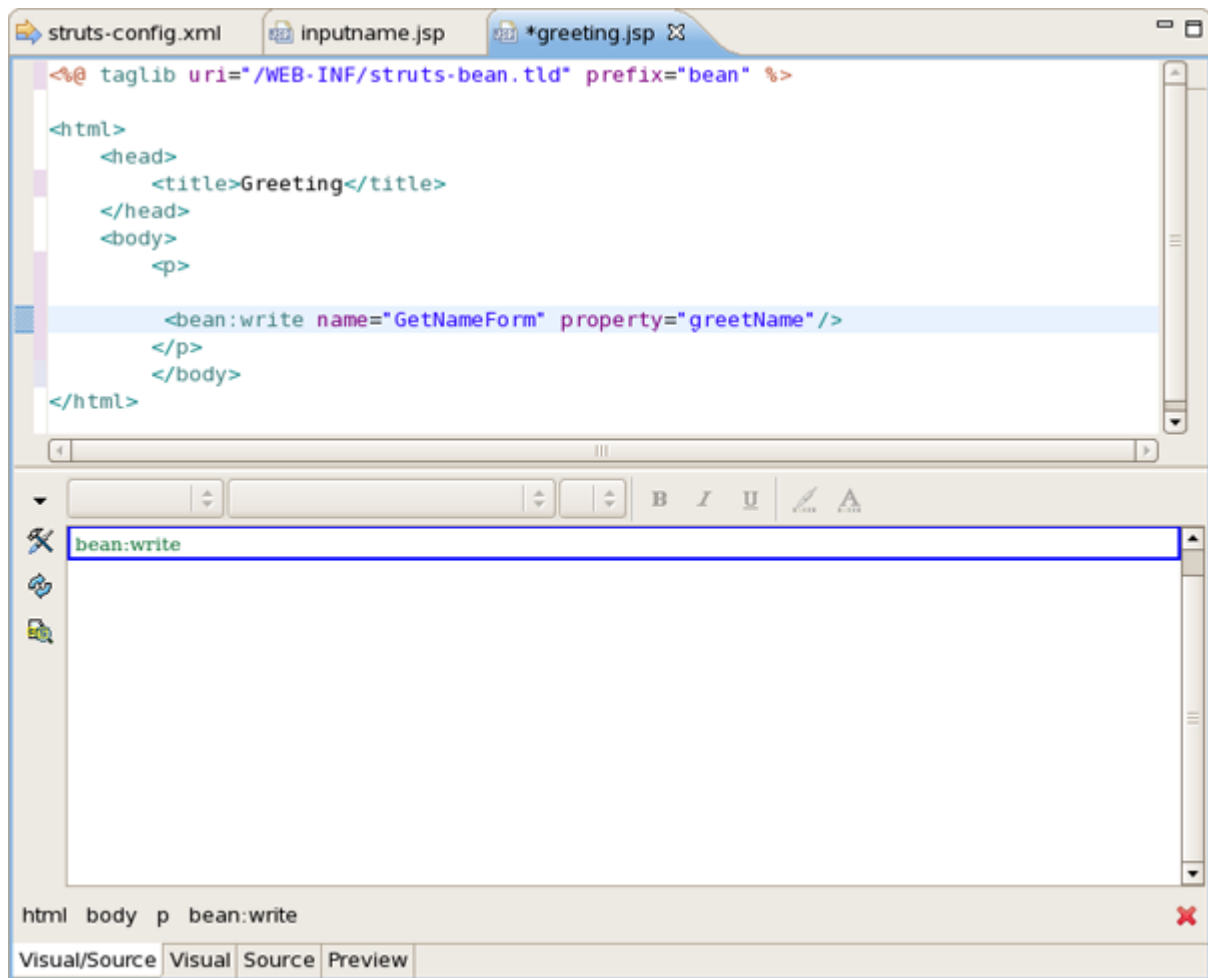 struts-config.xml inputname.jsp *greeting.jsp
<%@ taglib uri="/WEB-INF/struts-bean.tld" prefix="bean" %>
<html>
<head>
<title>Greeting</title>
</head>
<body>
<p>
<bean:write name="GetNameForm" property="greetName"/>
</p>
</body>
</html>
B I U A
bean:write
html body p bean:write
Visual/Source Visual Source Preview